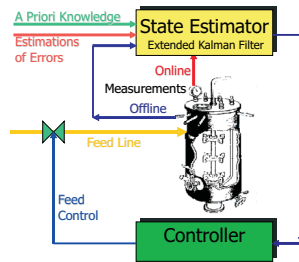 A Priori Knowledge
Estimations
of Errors
State Estimator
Extended Kalman Filter
Online
Measurements
Offline
Feed Line
Feed
Control
Controller